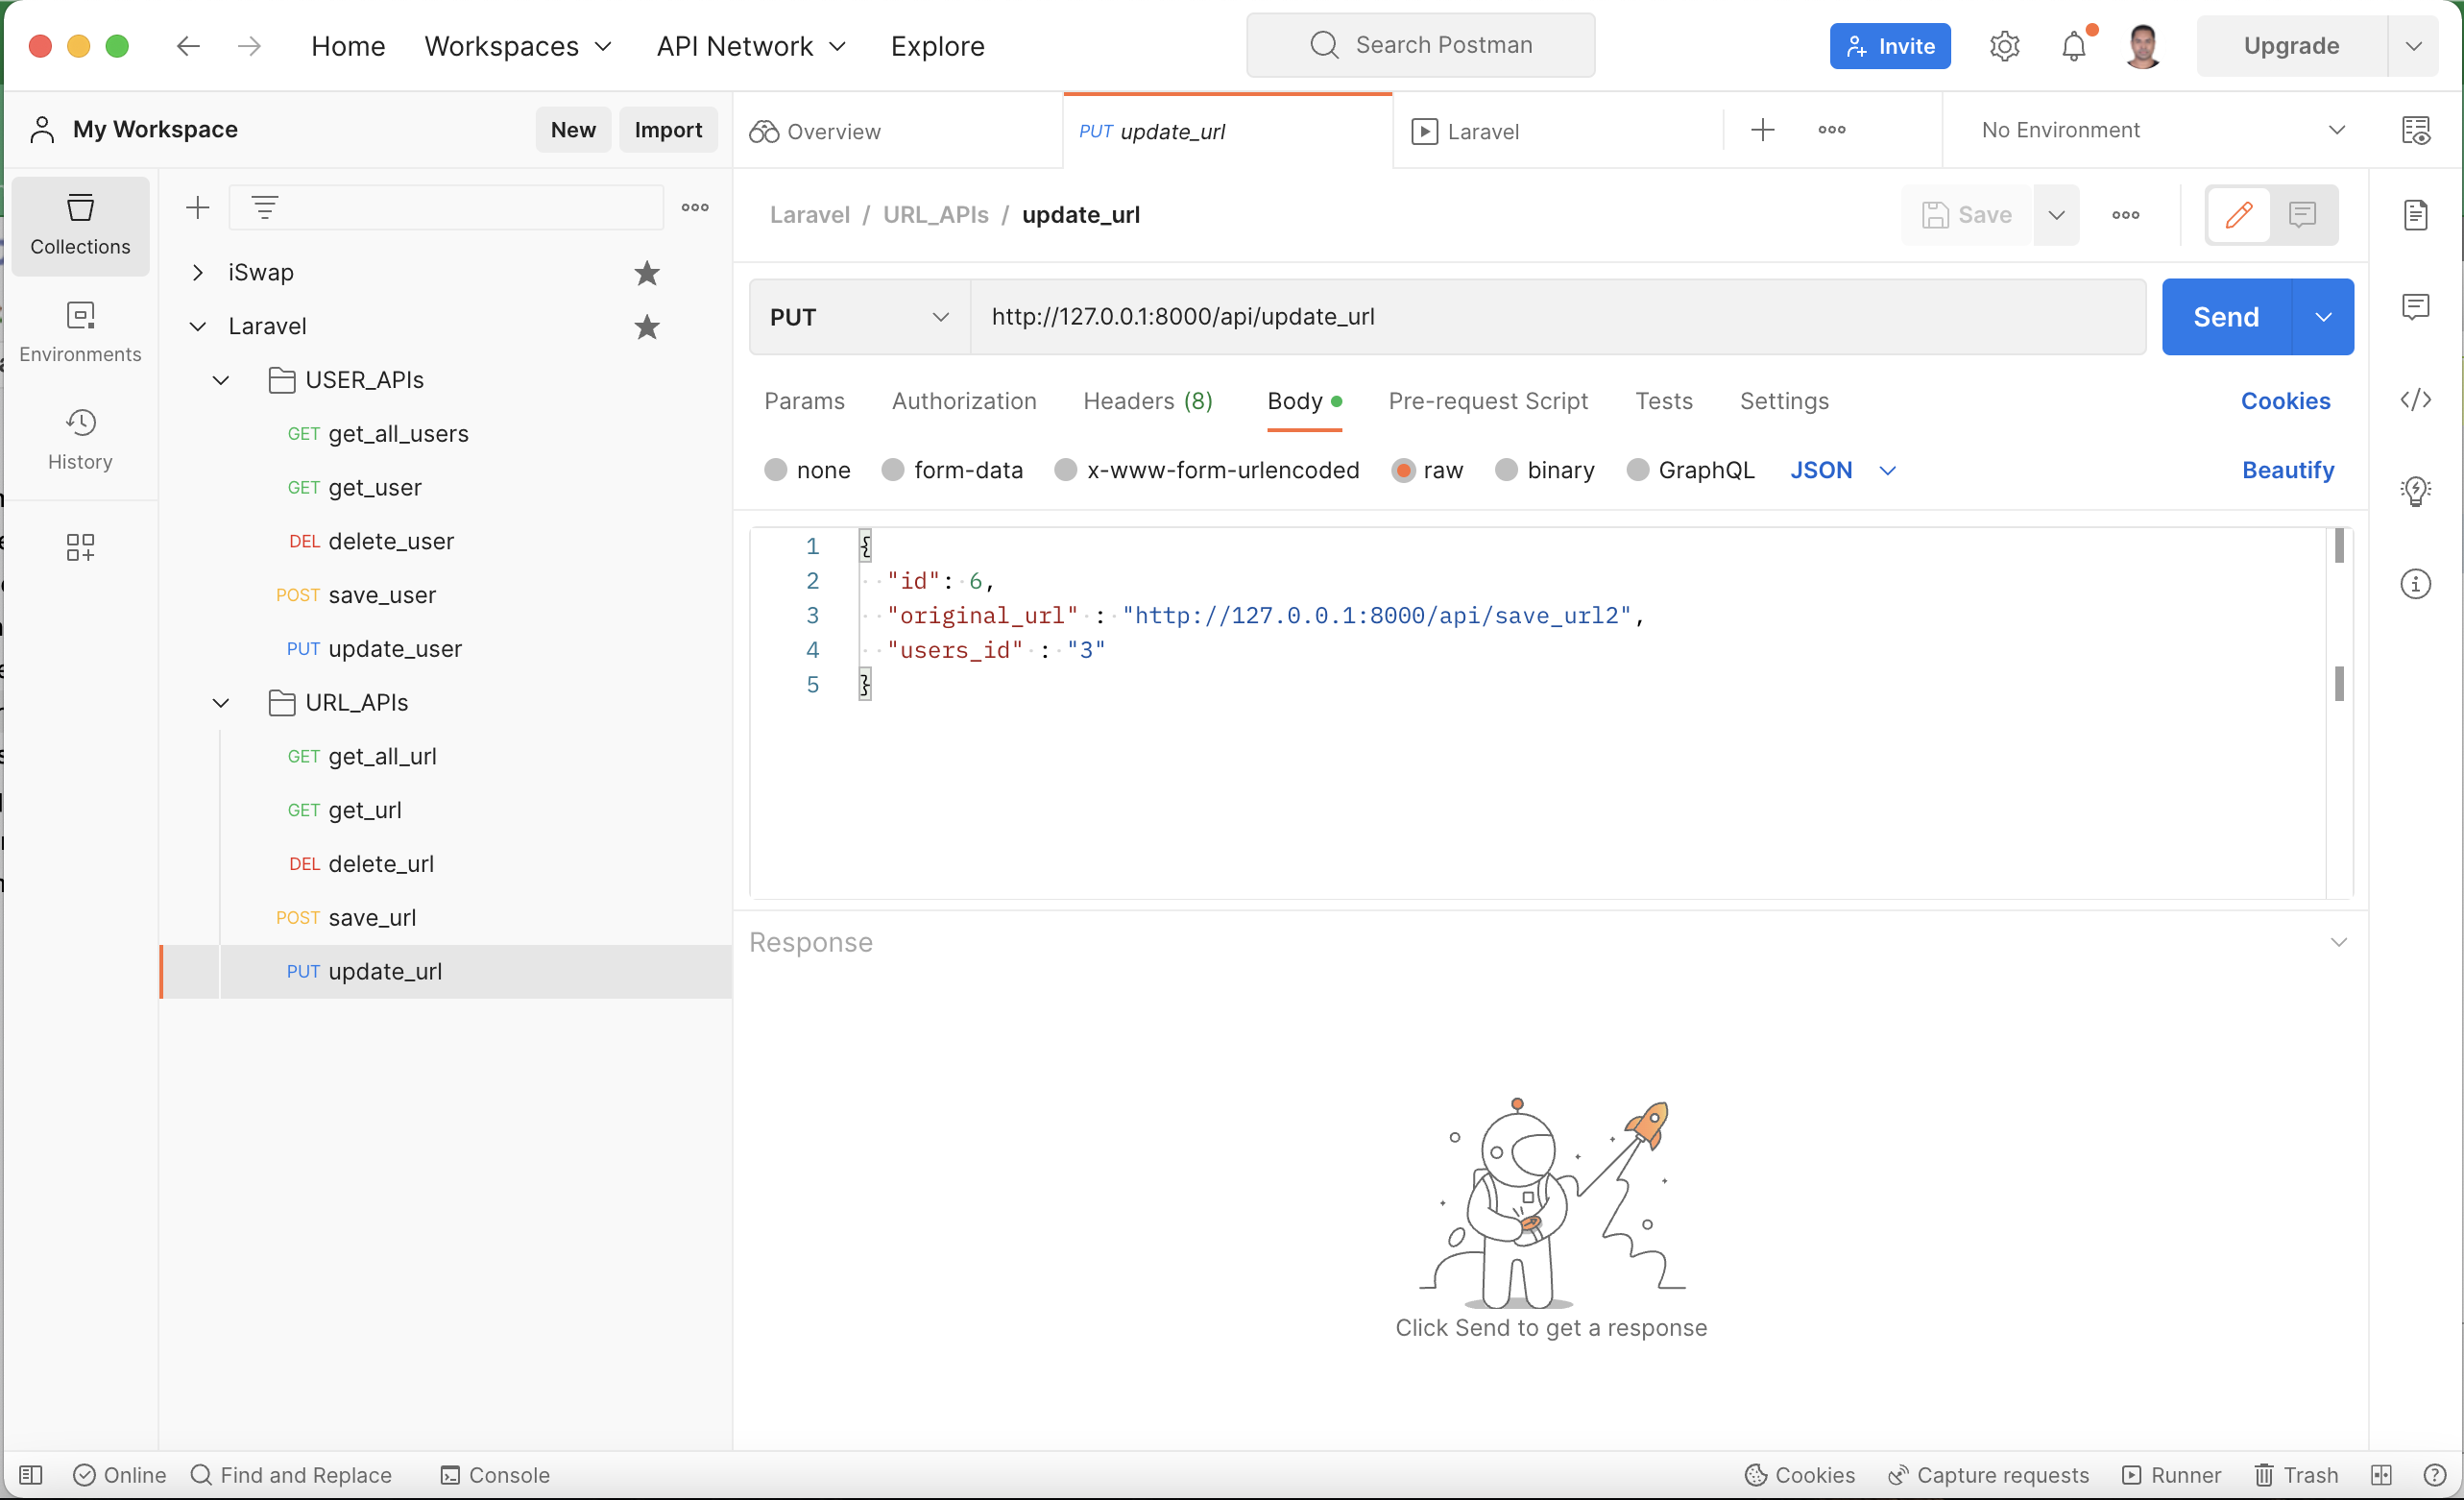 Home Workspaces API Network Explore Search Postman Invite Upgrade
My Workspace New Import Overview PUT update_url Laravel No Environment
Collections
Environments
History
iSwap
Laravel
USER_APIs
GET get_all_users
GET get_user
DEL delete_user
POST save_user
PUT update_user
URL_APIs
GET get_all_url
GET get_url
DEL delete_url
POST save_url
PUT update_url
Laravel / URL_APIs / update_url Save
PUT http://127.0.0.1:8000/api/update_url Send
Params Authorization Headers (8) Body Pre-request Script Tests Settings Cookies
none form-data x-www-form-urlencoded raw binary GraphQL JSON Beautify
1 {
2 "id": 6,
3 "original_url" : "http://127.0.0.1:8000/api/save_url2",
4 "users_id" : "3"
5 }
Response
Click Send to get a response
Online Find and Replace Console Cookies Capture requests Runner Trash